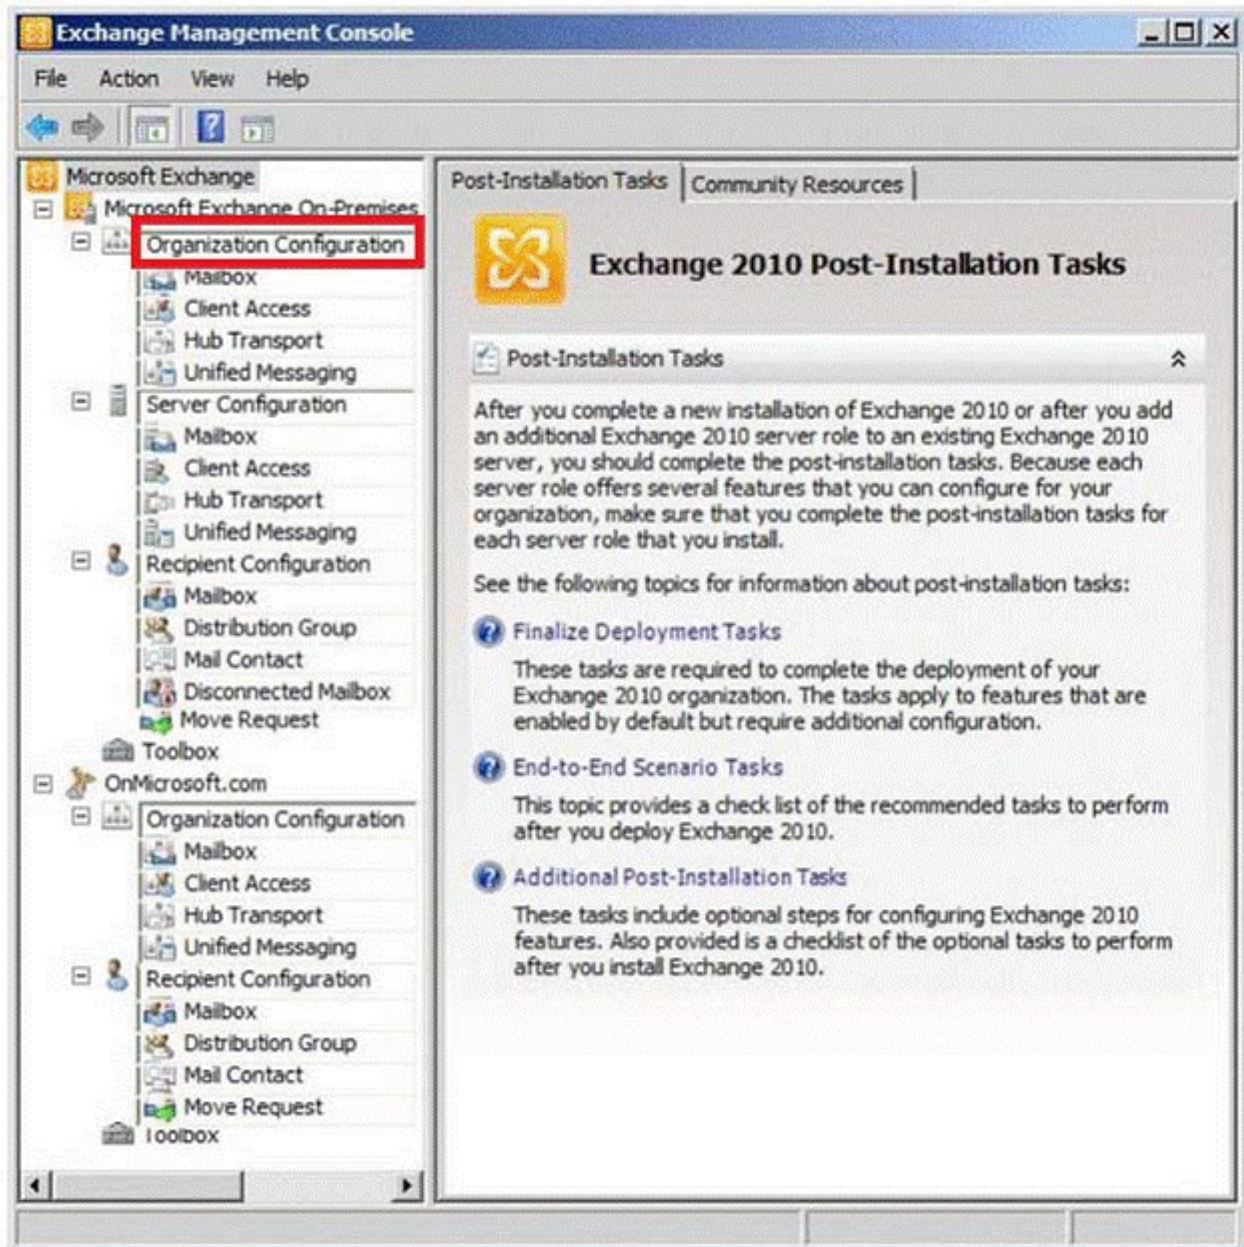 Exchange Management Console
File Action View Help
Microsoft Exchange
Microsoft Exchange On-Premises
Organization Configuration
Mailbox
Client Access
Hub Transport
Unified Messaging
Server Configuration
Mailbox
Client Access
Hub Transport
Unified Messaging
Recipient Configuration
Mailbox
Distribution Group
Mail Contact
Disconnected Mailbox
Move Request
Toolbox
OnMicrosoft.com
Organization Configuration
Mailbox
Client Access
Hub Transport
Unified Messaging
Recipient Configuration
Mailbox
Distribution Group
Mail Contact
Move Request
Toolbox
Post-Installation Tasks Community Resources
Exchange 2010 Post-Installation Tasks
Post-Installation Tasks
After you complete a new installation of Exchange 2010 or after you add
an additional Exchange 2010 server role to an existing Exchange 2010
server, you should complete the post-installation tasks. Because each
server role offers several features that you can configure for your
organization, make sure that you complete the post-installation tasks for
each server role that you install.
See the following topics for information about post-installation tasks:
Finalize Deployment Tasks
These tasks are required to complete the deployment of your
Exchange 2010 organization. The tasks apply to features that are
enabled by default but require additional configuration.
End-to-End Scenario Tasks
This topic provides a check list of the recommended tasks to perform
after you deploy Exchange 2010.
Additional Post-Installation Tasks
These tasks include optional steps for configuring Exchange 2010
features. Also provided is a checklist of the optional tasks to perform
after you install Exchange 2010.